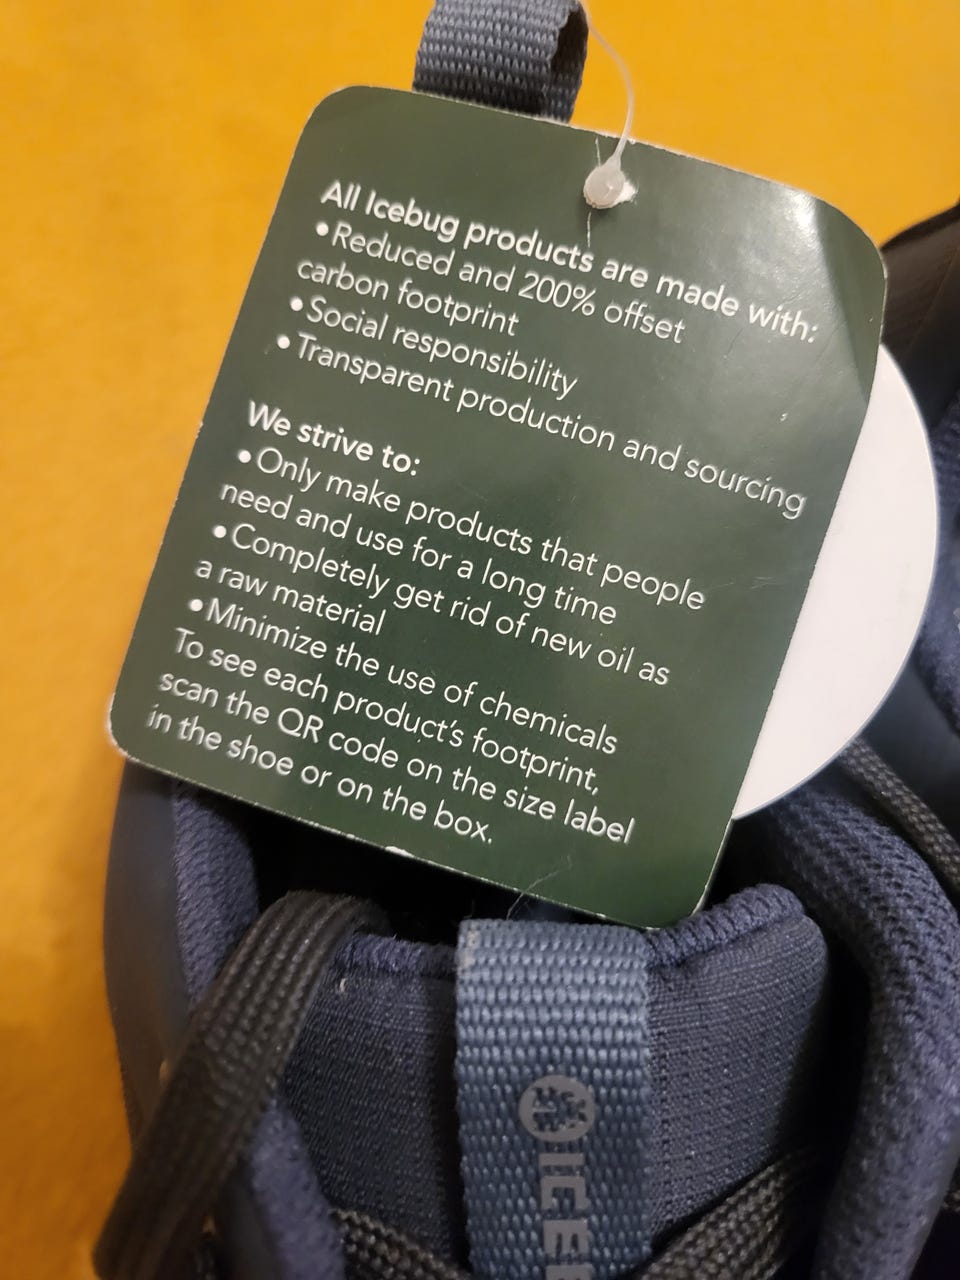 All Icebug products are made with:
• Reduced and 200% offset
carbon footprint
• Social responsibility
• Transparent production and sourcing
We strive to:
• Only make products that people
need and use for a long time
• Completely get rid of new oil as
a raw material
• Minimize the use of chemicals
To see each product's footprint,
scan the QR code on the size label
in the shoe or on the box.
ICEB